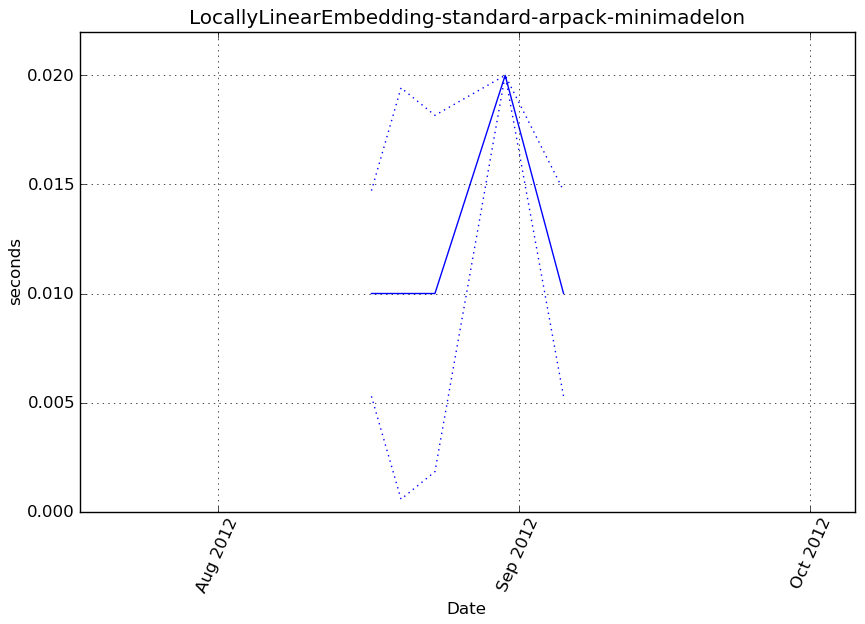 LocallyLinearEmbedding-standard-arpack-minimadelon
0.020
0.015
0.010
0.005
0.000
seconds
Aug 2012
Sep 2012
Oct 2012
Date